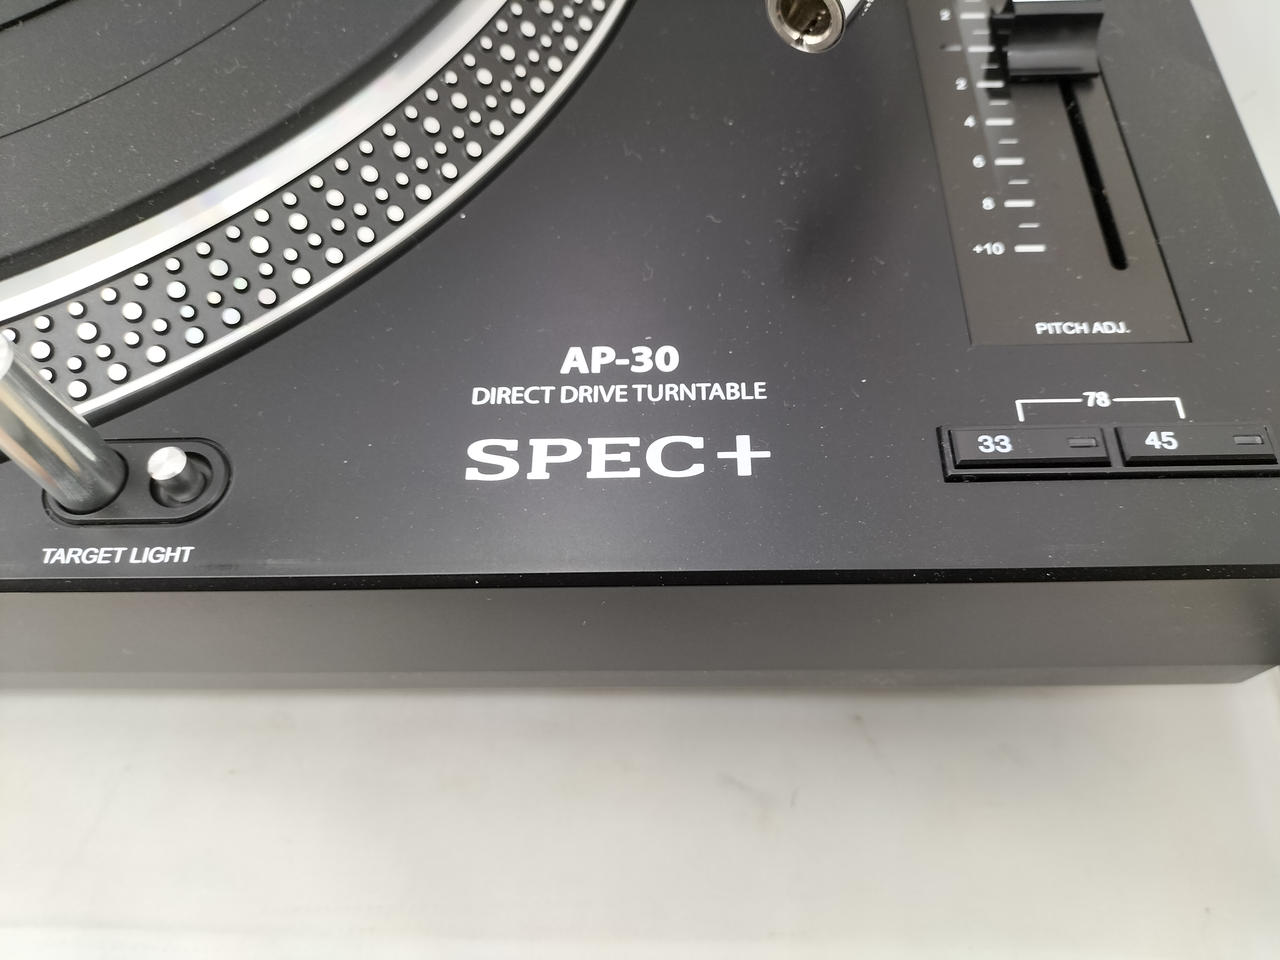 2
2
4
6
8
+10
PITCH ADJ.
AP-30
DIRECT DRIVE TURNTABLE
SPEC+
78
33
45
TARGET LIGHT